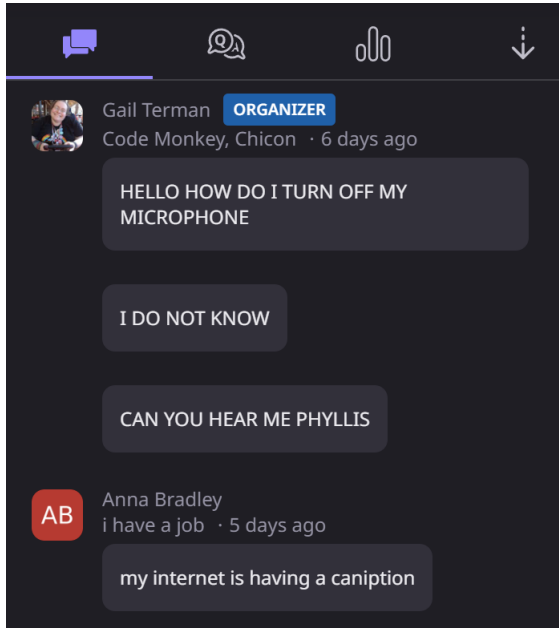 Q A
Gail Terman ORGANIZER
Code Monkey, Chicon · 6 days ago
HELLO HOW DO I TURN OFF MY
MICROPHONE
I DO NOT KNOW
CAN YOU HEAR ME PHYLLIS
AB
Anna Bradley
i have a job · 5 days ago
my internet is having a caniption